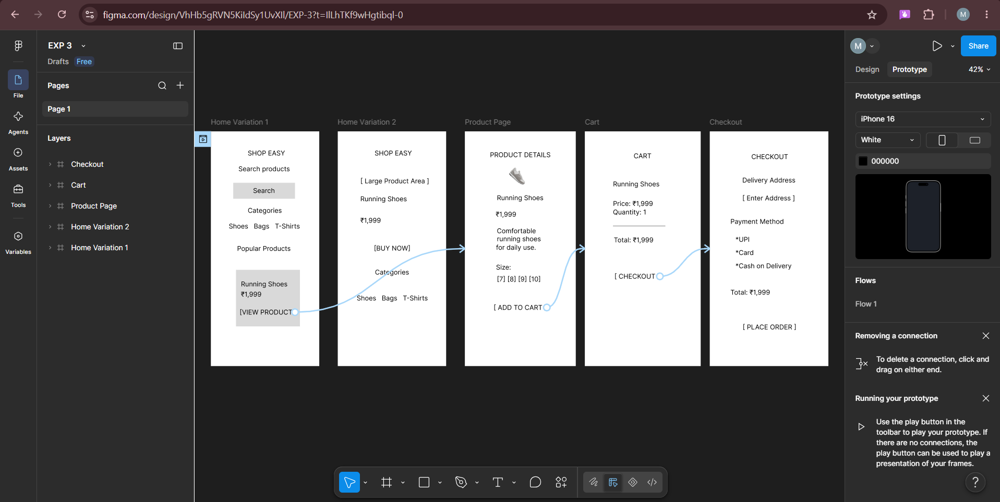 figma.com/design/VhHb5gRVN5KiIdSy1UvXIl/EXP-3?t=IlLhTKf9wHgtibqI-0
M
EXP 3
Drafts Free
File
Agents
Assets
Tools
Variables
Pages
Page 1
Layers
Checkout
Cart
Product Page
Home Variation 2
Home Variation 1
Home Variation 1
SHOP EASY
Search products
Search
Categories
Shoes Bags T-Shirts
Popular Products
Running Shoes
₹1,999
[VIEW PRODUCT
Home Variation 2
SHOP EASY
[ Large Product Area ]
Running Shoes
₹1,999
[BUY NOW]
Categories
Shoes Bags T-Shirts
Product Page
PRODUCT DETAILS
Running Shoes
₹1,999
Comfortable
running shoes
for daily use.
Size:
[7] [8] [9] [10]
[ ADD TO CART
Cart
CART
Running Shoes
Price: ₹1,999
Quantity: 1
Total: ₹1,999
[ CHECKOUT
Checkout
CHECKOUT
Delivery Address
[ Enter Address ]
Payment Method
*UPI
*Card
*Cash on Delivery
Total: ₹1,999
[ PLACE ORDER ]
M
Share
Design Prototype 42%
Prototype settings
iPhone 16
White
000000
Flows
Flow 1
Removing a connection
To delete a connection, click and
drag on either end.
Running your prototype
Use the play button in the
toolbar to play your prototype. If
there are no connections, the
play button can be used to play a
presentation of your frames.
?